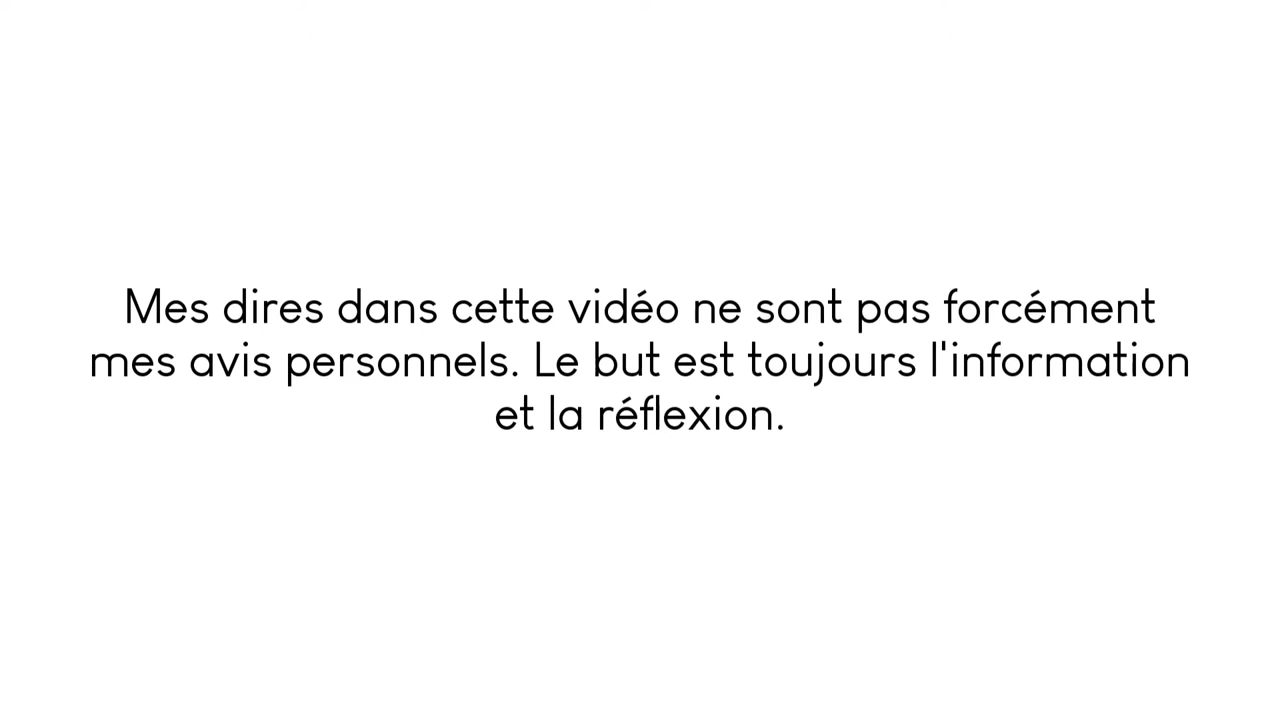 Mes dires dans cette vidéo ne sont pas forcément
mes avis personnels. Le but est toujours l'information
et la réflexion.